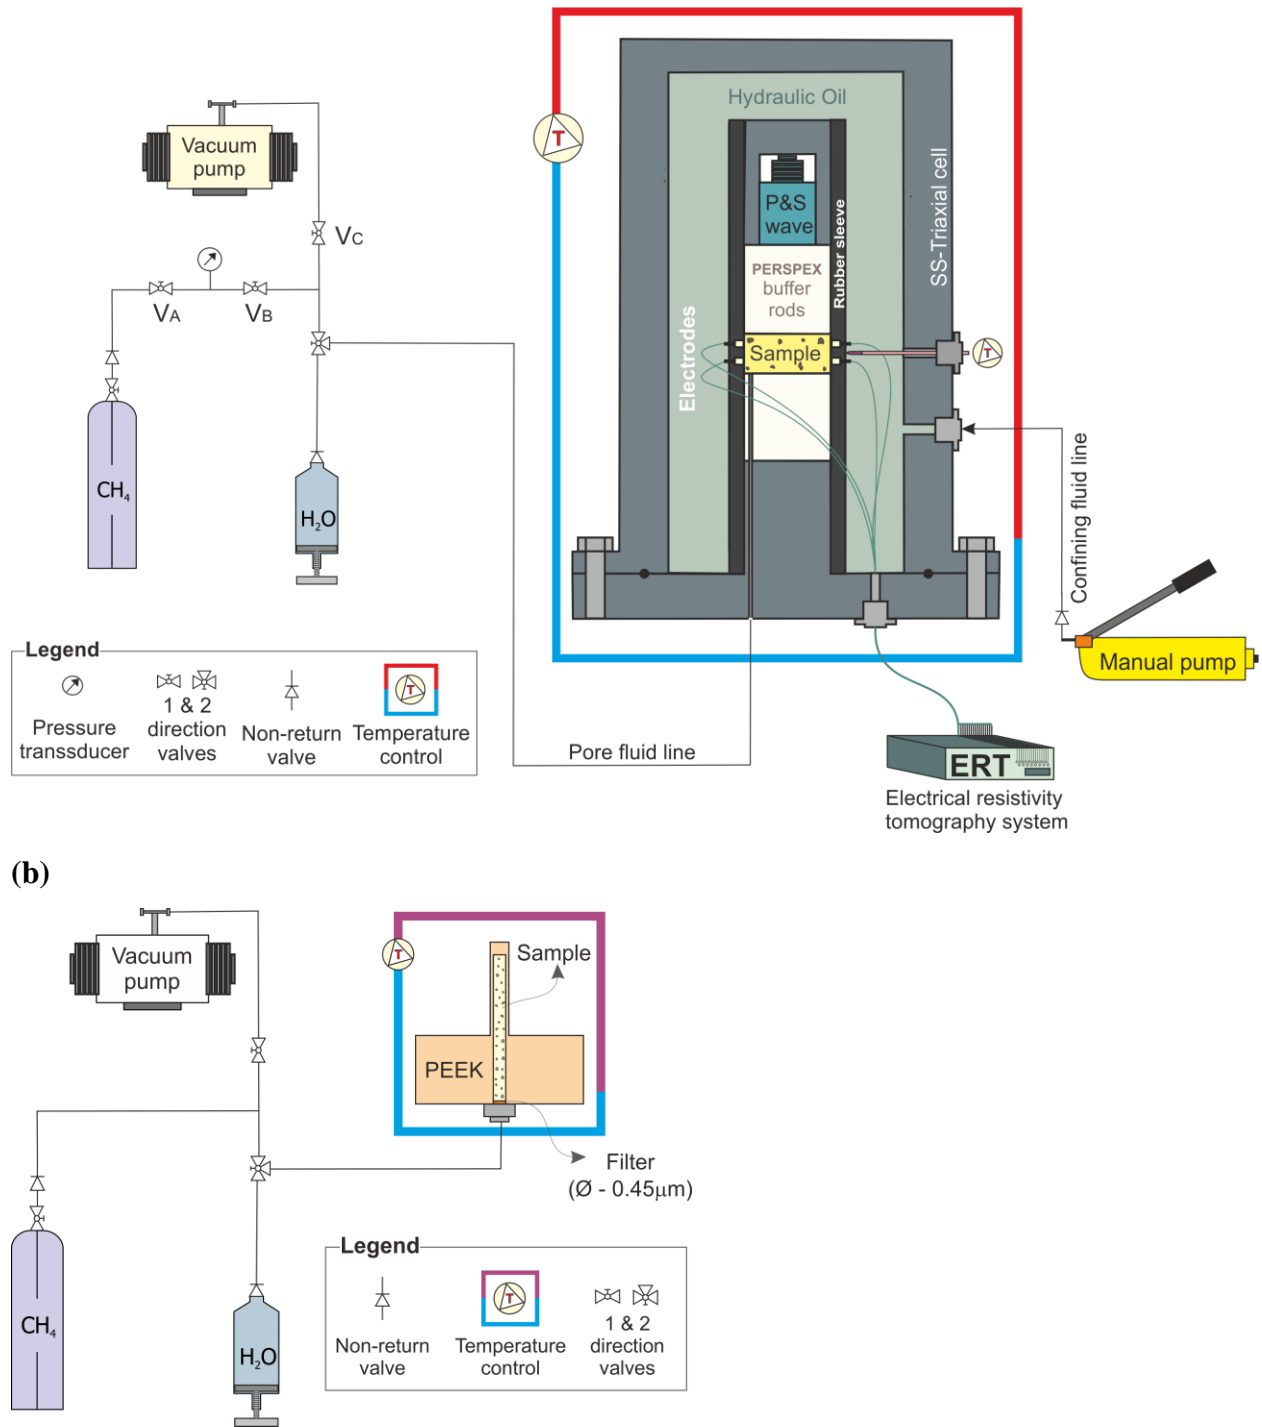 Hydraulic Oil
Vacuum
pump
P&S
wave
Rubber sleeve
SS-Triaxial cell
T
VC
PERSPEX
buffer
rods
VA
VB
Electrodes
Sample
T
CH4
H2O
Confining fluid line
Manual pump
Legend
T
Pressure
transsducer
1 & 2
direction
valves
Non-return
valve
Temperature
control
Pore fluid line
ERT
Electrical resistivity
tomography system
(b)
Vacuum
pump
T
Sample
PEEK
Filter
(Ø - 0.45µm)
CH4
H2O
Legend
T
Non-return
valve
Temperature
control
1 & 2
direction
valves